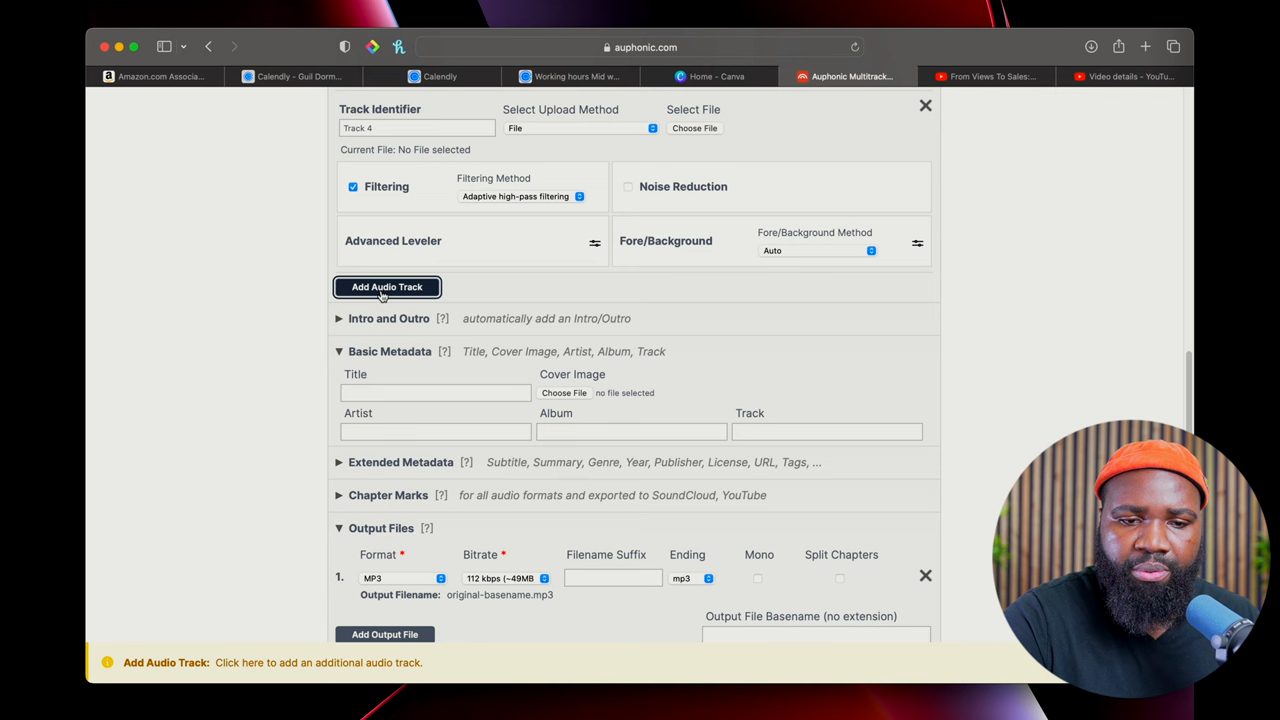 auphonic.com
Amazon.com Associa...
Calendly - Guil Dorm...
Calendly
Working hours Mid w...
Home - Canva
Auphonic Multitrack...
From Views To Sales:...
Video details - YouTu...
Track Identifier
Select Upload Method
Select File
Track 4
File
Choose File
Current File: No File selected
Filtering
Filtering Method
Adaptive high-pass filtering
Noise Reduction
Advanced Leveler
Fore/Background
Fore/Background Method
Auto
Add Audio Track
Intro and Outro [?] automatically add an Intro/Outro
Basic Metadata [?] Title, Cover Image, Artist, Album, Track
Title
Cover Image
Choose File no file selected
Artist
Album
Track
Extended Metadata [?] Subtitle, Summary, Genre, Year, Publisher, License, URL, Tags, ...
Chapter Marks [?] for all audio formats and exported to SoundCloud, YouTube
Output Files [?]
Format * Bitrate * Filename Suffix Ending Mono Split Chapters
1. MP3 112 kbps (~49MB mp3
Output Filename: original-basename.mp3
Output File Basename (no extension)
Add Output File
Add Audio Track: Click here to add an additional audio track.